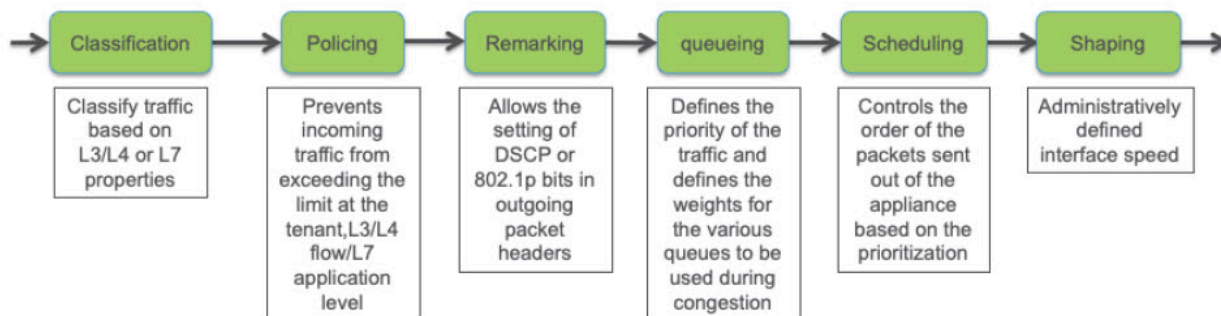 Classification
Policing
Remarking
queueing
Scheduling
Shaping
Classify traffic
based on
L3/L4 or L7
properties
Prevents
incoming
traffic from
exceeding the
limit at the
tenant,L3/L4
flow/L7
application
level
Allows the
setting of
DSCP or
802.1p bits in
outgoing
packet
headers
Defines the
priority of the
traffic and
defines the
weights for
the various
queues to be
used during
congestion
Controls the
order of the
packets sent
out of the
appliance
based on the
prioritization
Administratively
defined
interface speed